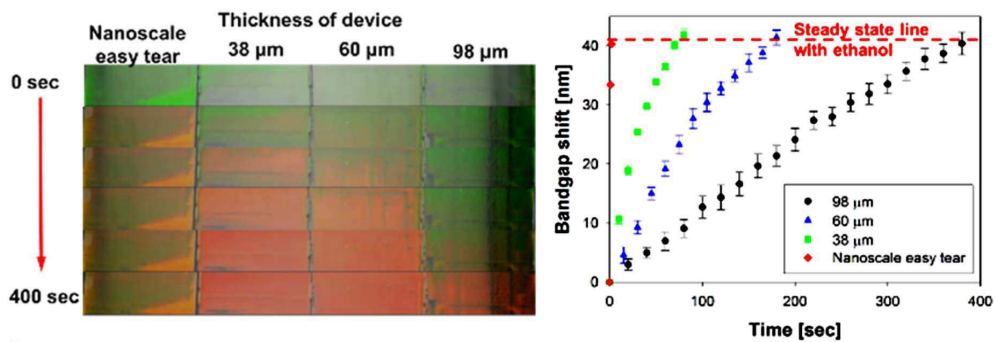 Thickness of device
Nanoscale
easy tear
38 µm
60 µm
98 µm
0 sec
400 sec
Bandgap shift [nm]
40
30
20
10
0
Steady state line
with ethanol
98 µm
60 µm
38 µm
Nanoscale easy tear
0
100
200
300
400
Time [sec]